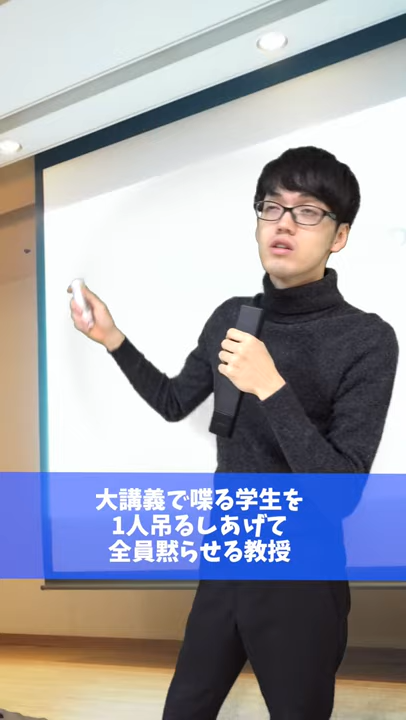 大講義で喋る学生を
1人吊るしあげて
全員黙らせる教授